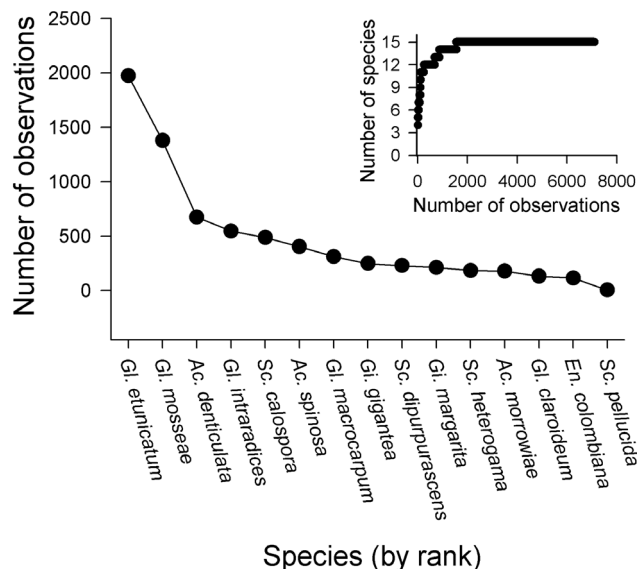 2500
2000
1500
1000
500
0
Number of observations
15
12
9
6
3
0
Number of species
0 2000 4000 6000 8000
Number of observations
Gl. etunicatum
Gl. mosseae
Ac. denticulata
Gl. intraradices
Sc. calospora
Ac. spinosa
Gl. macrocarpum
Gi. gigantea
Sc. dipurpurascens
Gi. margarita
Sc. heterogama
Ac. morrowiae
Gl. claroideum
En. colombiana
Sc. pellucida
Species (by rank)